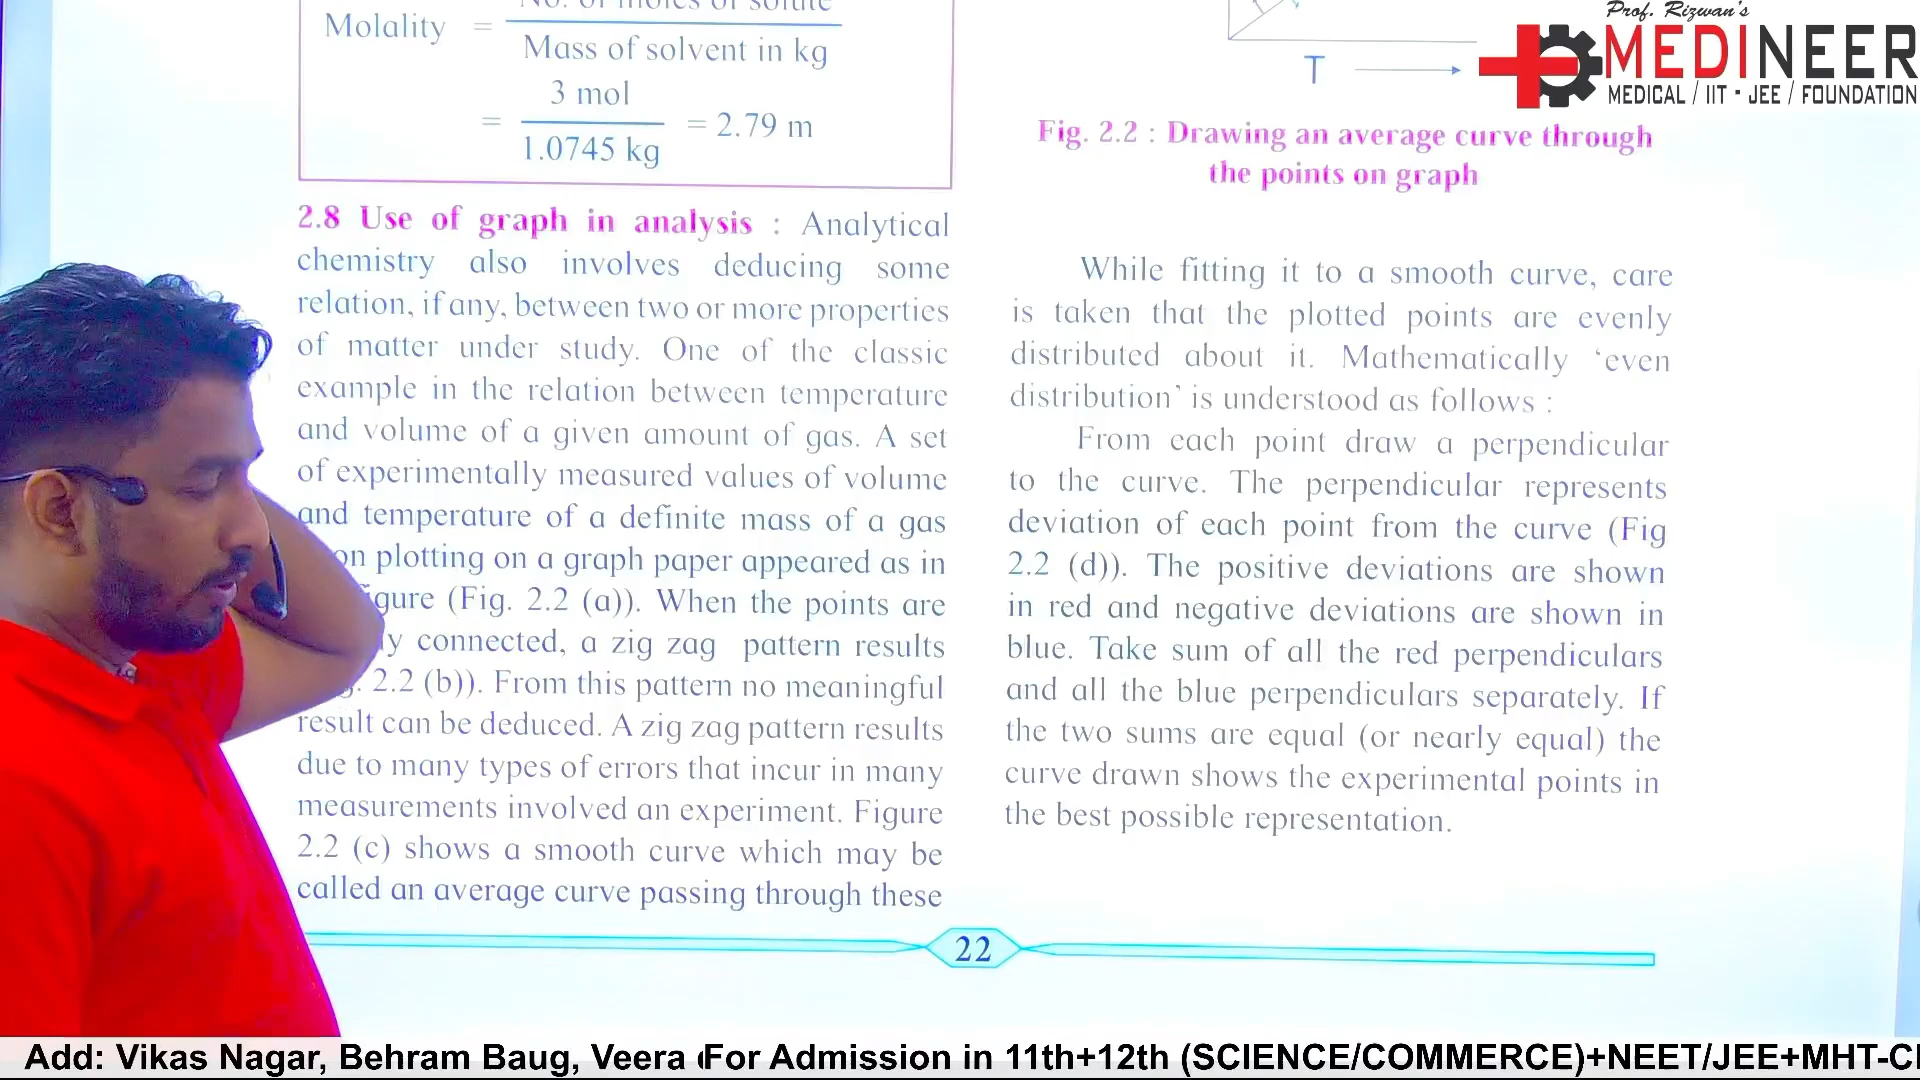 No. of moles of solute
Molality =
Mass of solvent in kg
3 mol
= = 2.79 m
1.0745 kg
2.8 Use of graph in analysis : Analytical
chemistry also involves deducing some
relation, if any, between two or more properties
of matter under study. One of the classic
example in the relation between temperature
and volume of a given amount of gas. A set
of experimentally measured values of volume
and temperature of a definite mass of a gas
on plotting on a graph paper appeared as in
figure (Fig. 2.2 (a)). When the points are
connected, a zig zag pattern results
2.2 (b)). From this pattern no meaningful
result can be deduced. A zig zag pattern results
due to many types of errors that incur in many
measurements involved an experiment. Figure
2.2 (c) shows a smooth curve which may be
called an average curve passing through these
T
Fig. 2.2 : Drawing an average curve through
the points on graph
While fitting it to a smooth curve, care
is taken that the plotted points are evenly
distributed about it. Mathematically ‘even
distribution’ is understood as follows :
From each point draw a perpendicular
to the curve. The perpendicular represents
deviation of each point from the curve (Fig
2.2 (d)). The positive deviations are shown
in red and negative deviations are shown in
blue. Take sum of all the red perpendiculars
and all the blue perpendiculars separately. If
the two sums are equal (or nearly equal) the
curve drawn shows the experimental points in
the best possible representation.
22
Prof. Rizwan's
MEDINEER
MEDICAL / IIT - JEE / FOUNDATION
Add: Vikas Nagar, Behram Baug, Veera For Admission in 11th+12th (SCIENCE/COMMERCE)+NEET/JEE+MHT-C